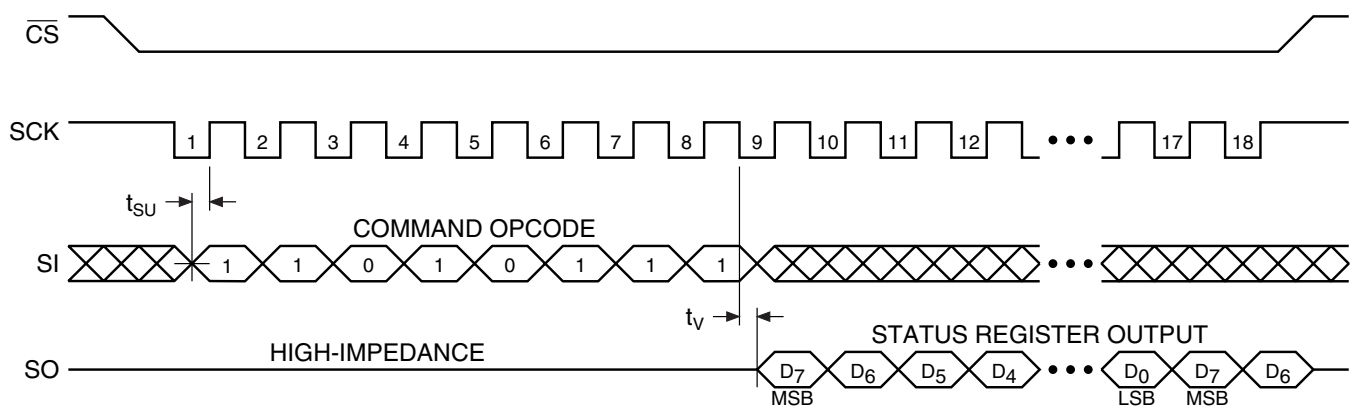 CS
SCK 1 2 3 4 5 6 7 8 9 10 11 12 17 18
tSU
COMMAND OPCODE
SI 1 1 0 1 0 1 1 1
tV
HIGH-IMPEDANCE STATUS REGISTER OUTPUT
SO D7 D6 D5 D4 D0 D7 D6
MSB LSB MSB